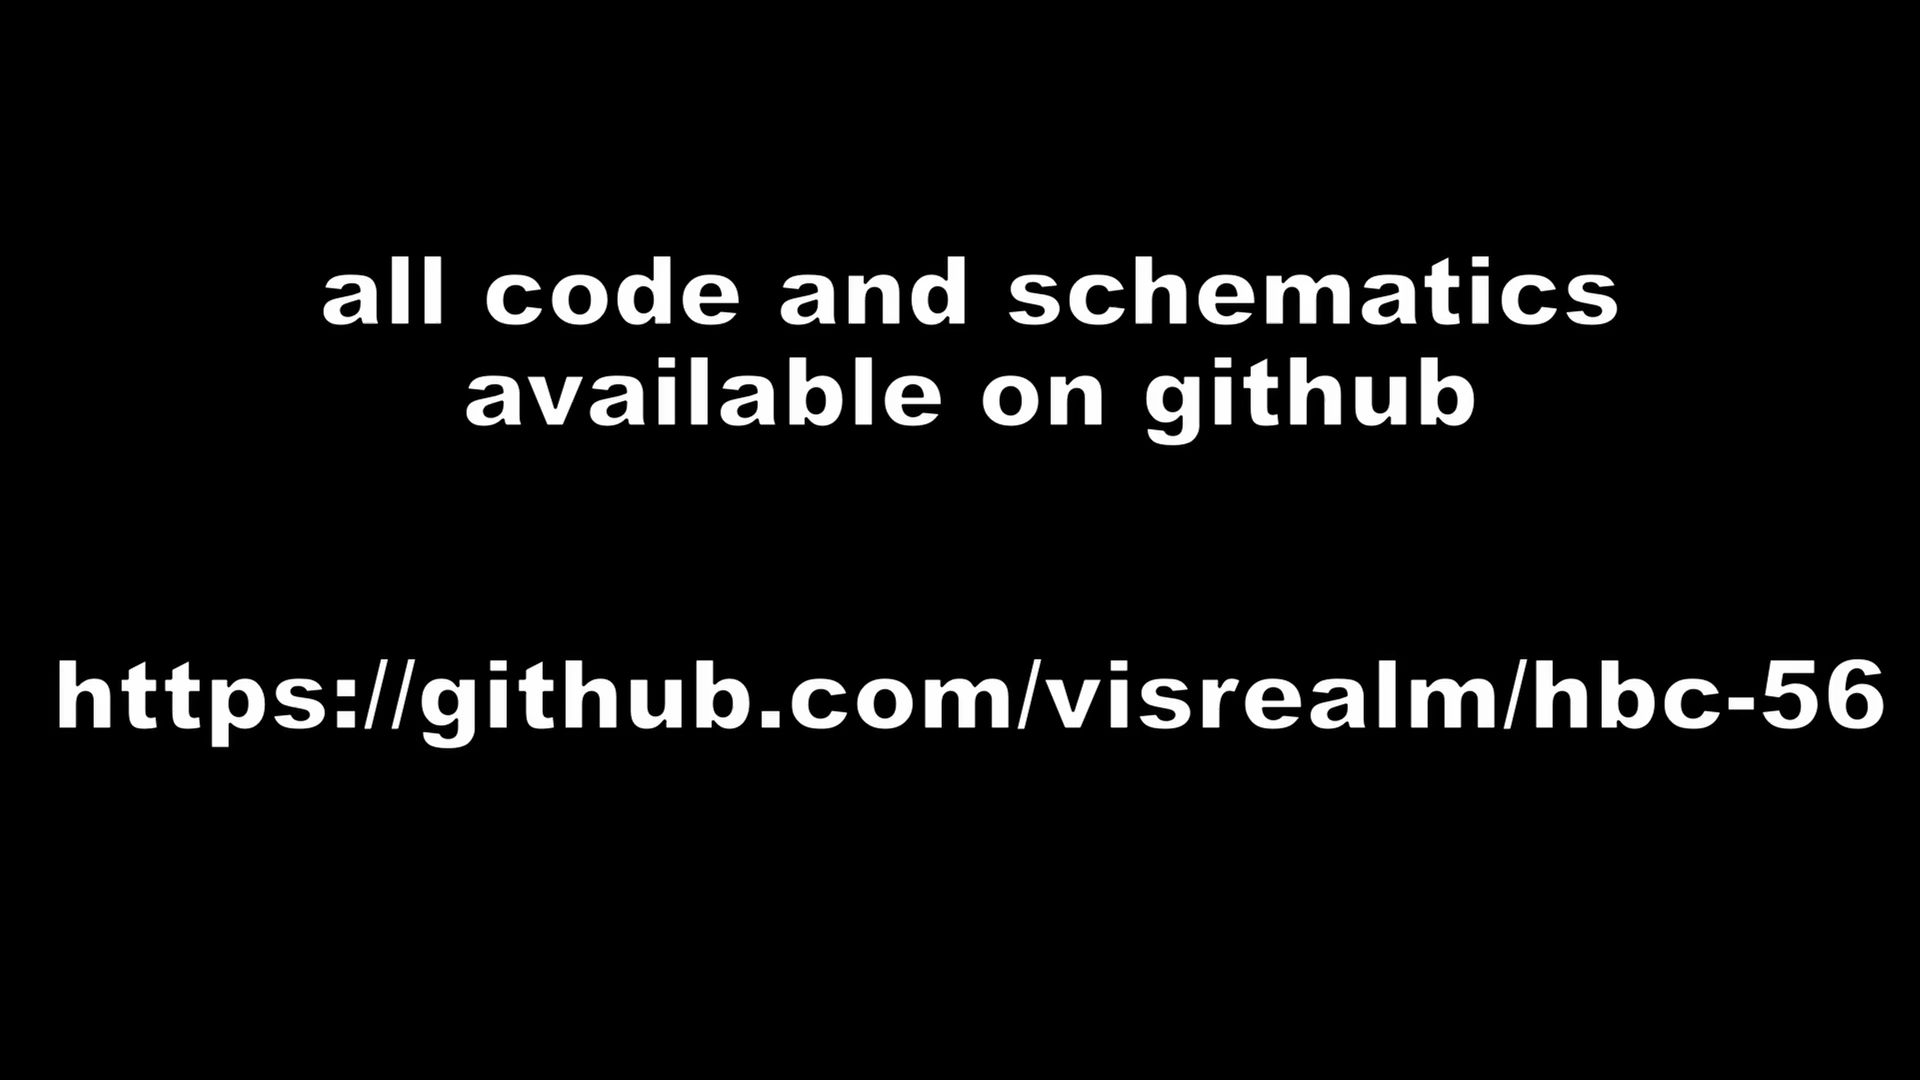 all code and schematics
available on github
https://github.com/visrealm/hbc-56